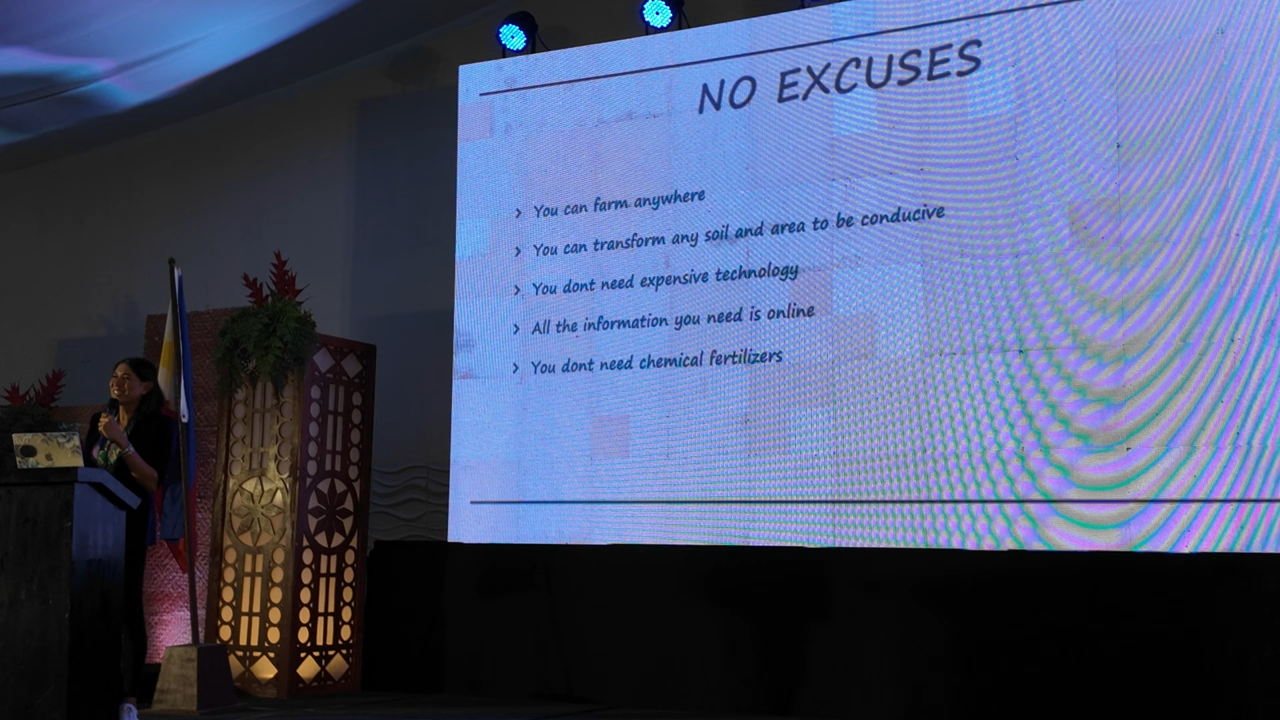 NO EXCUSES
› You can farm anywhere
› You can transform any soil and area to be conducive
› You dont need expensive technology
› All the information you need is online
› You dont need chemical fertilizers